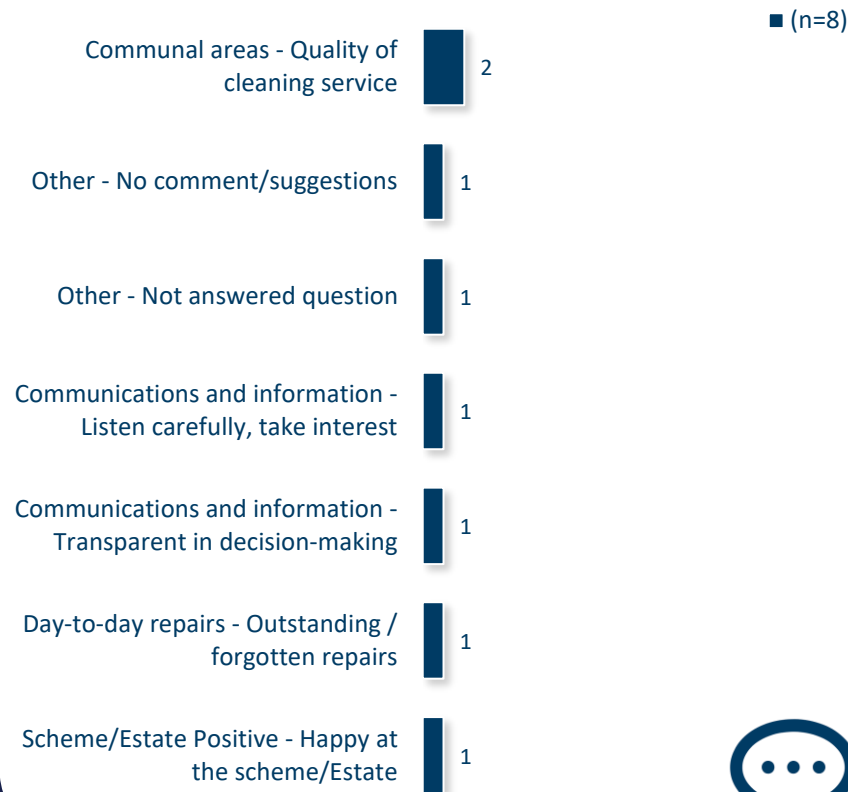 (n=8)
Communal areas - Quality of
cleaning service
2
Other - No comment/suggestions
1
Other - Not answered question
1
Communications and information -
Listen carefully, take interest
1
Communications and information -
Transparent in decision-making
1
Day-to-day repairs - Outstanding /
forgotten repairs
1
Scheme/Estate Positive - Happy at
the scheme/Estate
1